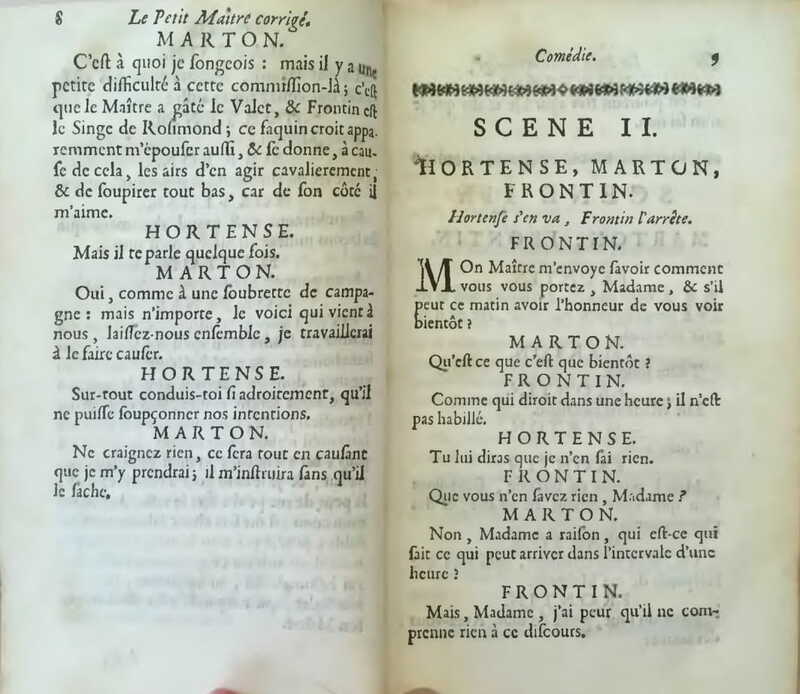 8 Le Petit Maître corrigé.
MARTON.
C'eſt à quoi je ſongeois : mais il y a une
petite difficulté à cette commiſſion-là ; c'eſt
que le Maître a gâté le Valet, & Frontin eſt
le Singe de Roſimond ; ce faquin croit appa-
remment m'épouſer auſſi, & ſe donne, à cau-
ſe de cela, les airs d'en agir cavalierement,
& de ſoupirer tout bas, car de ſon côté il
m'aime.
HORTENSE.
Mais il te parle quelque fois.
MARTON.
Oui, comme à une ſoubrette de campa-
gne : mais n'importe, le voici qui vient à
nous, laiſſez-nous enſemble, je travaillerai
à le faire cauſer.
HORTENSE.
Sur-tout conduis-toi ſi adroitement, qu'il
ne puiſſe ſoupçonner nos intentions.
MARTON.
Ne craignez rien, ce ſera tout en cauſant
que je m'y prendrai ; il m'inſtruira ſans qu'il
le ſache.
Comédie. 9
SCENE II.
HORTENSE, MARTON,
FRONTIN.
Hortenſe s'en va, Frontin l'arrête.
FRONTIN.
MOn Maître m'envoye ſavoir comment
vous vous portez, Madame, & s'il
peut ce matin avoir l'honneur de vous voir
bientôt ?
MARTON.
Qu'eſt ce que c'eſt que bientôt ?
FRONTIN.
Comme qui diroit dans une heure ; il n'eſt
pas habillé.
HORTENSE.
Tu lui diras que je n'en ſai rien.
FRONTIN.
Que vous n'en ſavez rien, Madame ?
MARTON.
Non, Madame a raiſon, qui eſt-ce qui
ſait ce qui peut arriver dans l'intervale d'une
heure ?
FRONTIN.
Mais, Madame, j'ai peur qu'il ne com-
prenne rien à ce diſcours.